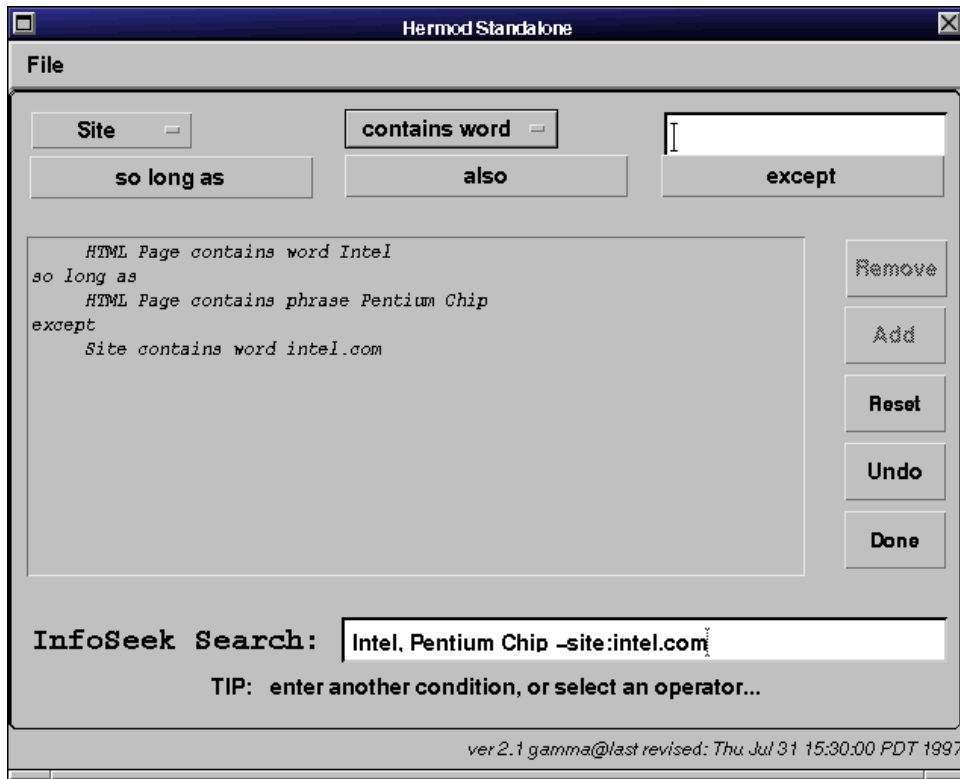 Hermod Standalone
File
Site contains word
so long as also except
HTML Page contains word Intel
so long as
HTML Page contains phrase Pentium Chip
except
Site contains word intel.com
Remove
Add
Reset
Undo
Done
InfoSeek Search: Intel, Pentium Chip –site:intel.com
TIP: enter another condition, or select an operator...
ver 2.1 gamma@last revised: Thu Jul 31 15:30:00 PDT 1997